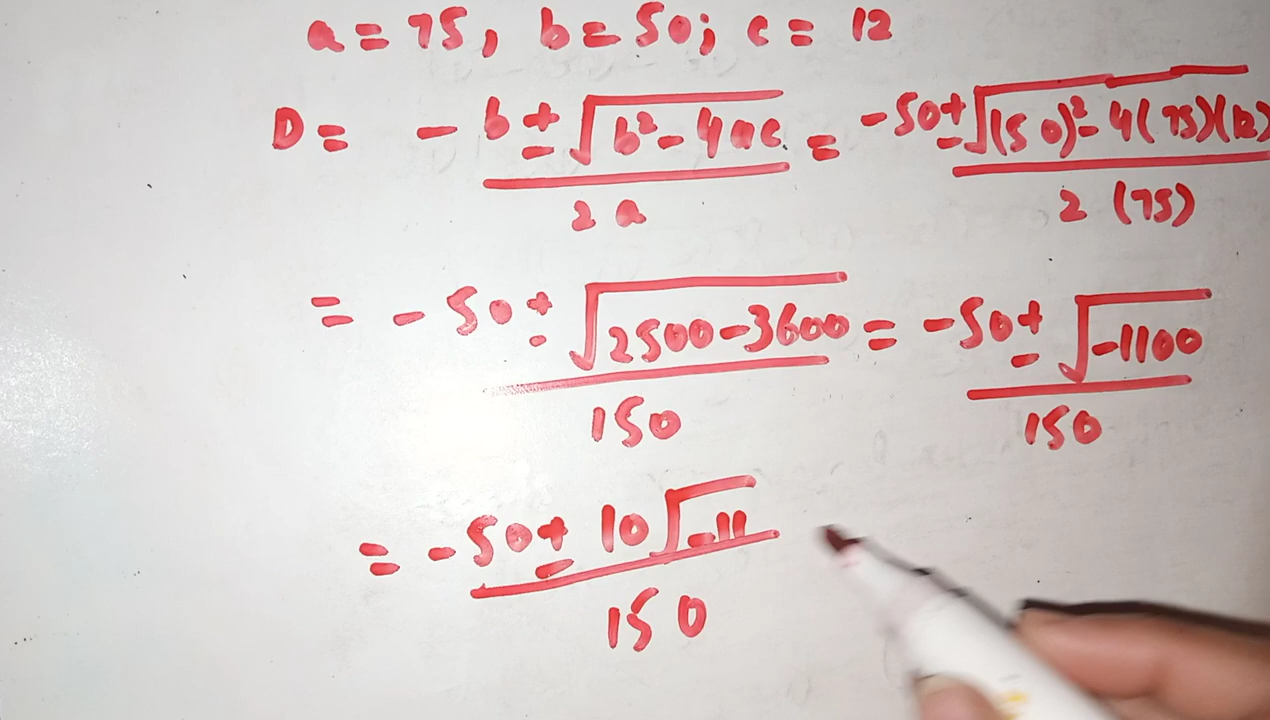 a = 75, b = 50; c = 12
D = -b ± √b² - 4ac / 2a = -50 ± √(50)² - 4(75)(12) / 2(75)
= -50 ± √2500 - 3600 / 150 = -50 ± √-1100 / 150
= -50 ± 10√-11 / 150